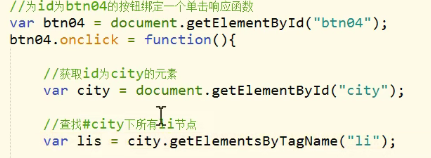 //为id为btn04的按钮绑定一个单击响应函数
var btn04 = document.getElementById("btn04");
btn04.onclick = function(){
//获取id为city的元素
var city = document.getElementById("city");
//查找#city下所有li节点
var lis = city.getElementsByTagName("li");